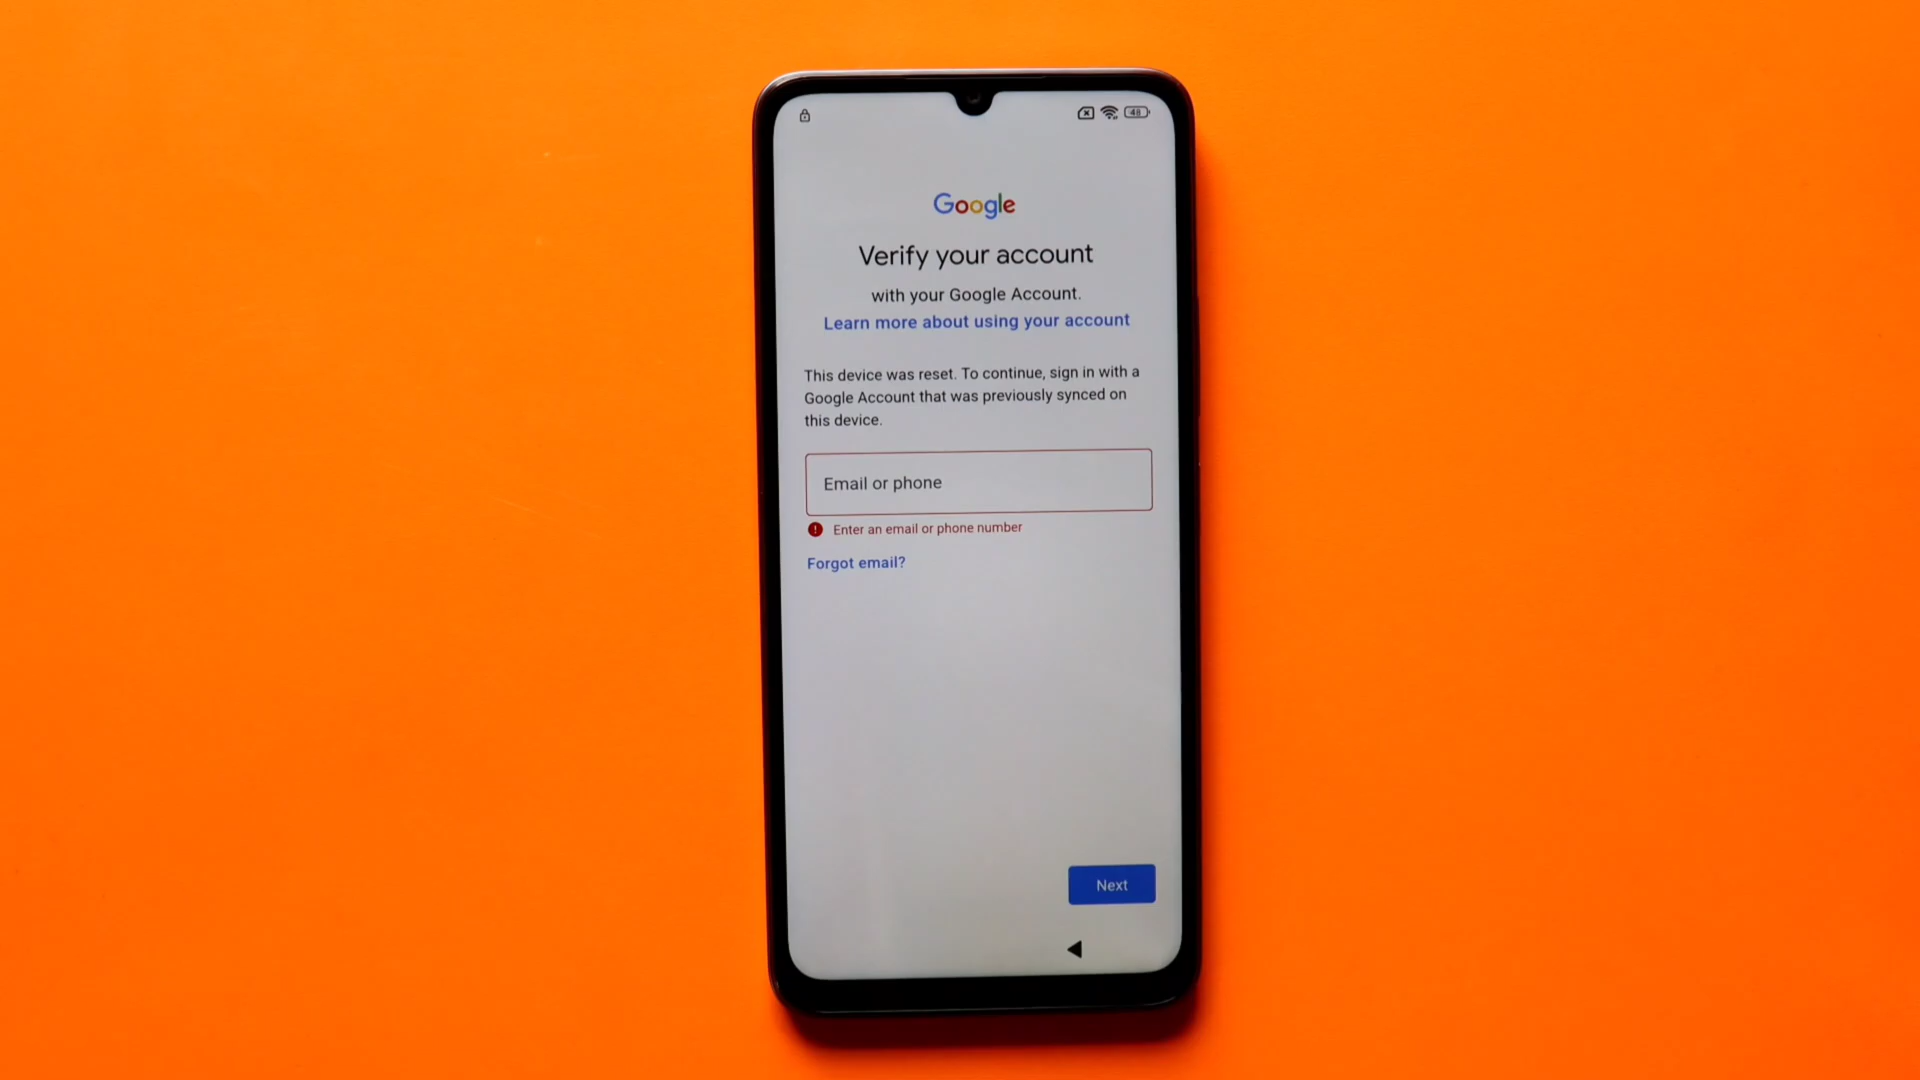 48
Google
Verify your account
with your Google Account.
Learn more about using your account
This device was reset. To continue, sign in with a
Google Account that was previously synced on
this device.
Email or phone
Enter an email or phone number
Forgot email?
Next